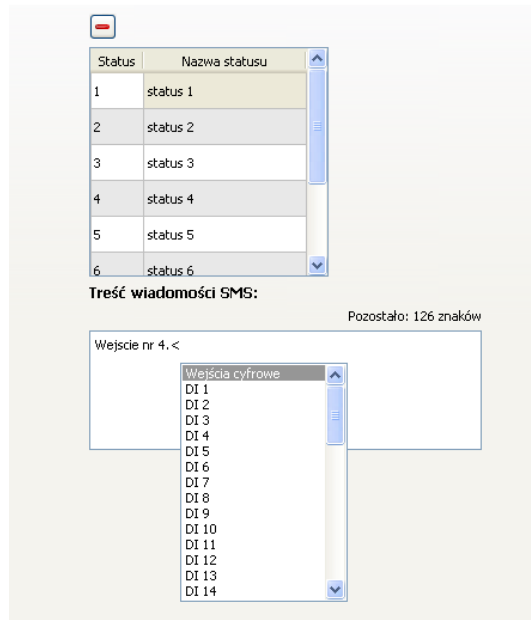 Status Nazwa statusu
1 status 1
2 status 2
3 status 3
4 status 4
5 status 5
6 status 6
Treść wiadomości SMS:
Pozostało: 126 znaków
Wejscie nr 4.<
Wejścia cyfrowe
DI 1
DI 2
DI 3
DI 4
DI 5
DI 6
DI 7
DI 8
DI 9
DI 10
DI 11
DI 12
DI 13
DI 14